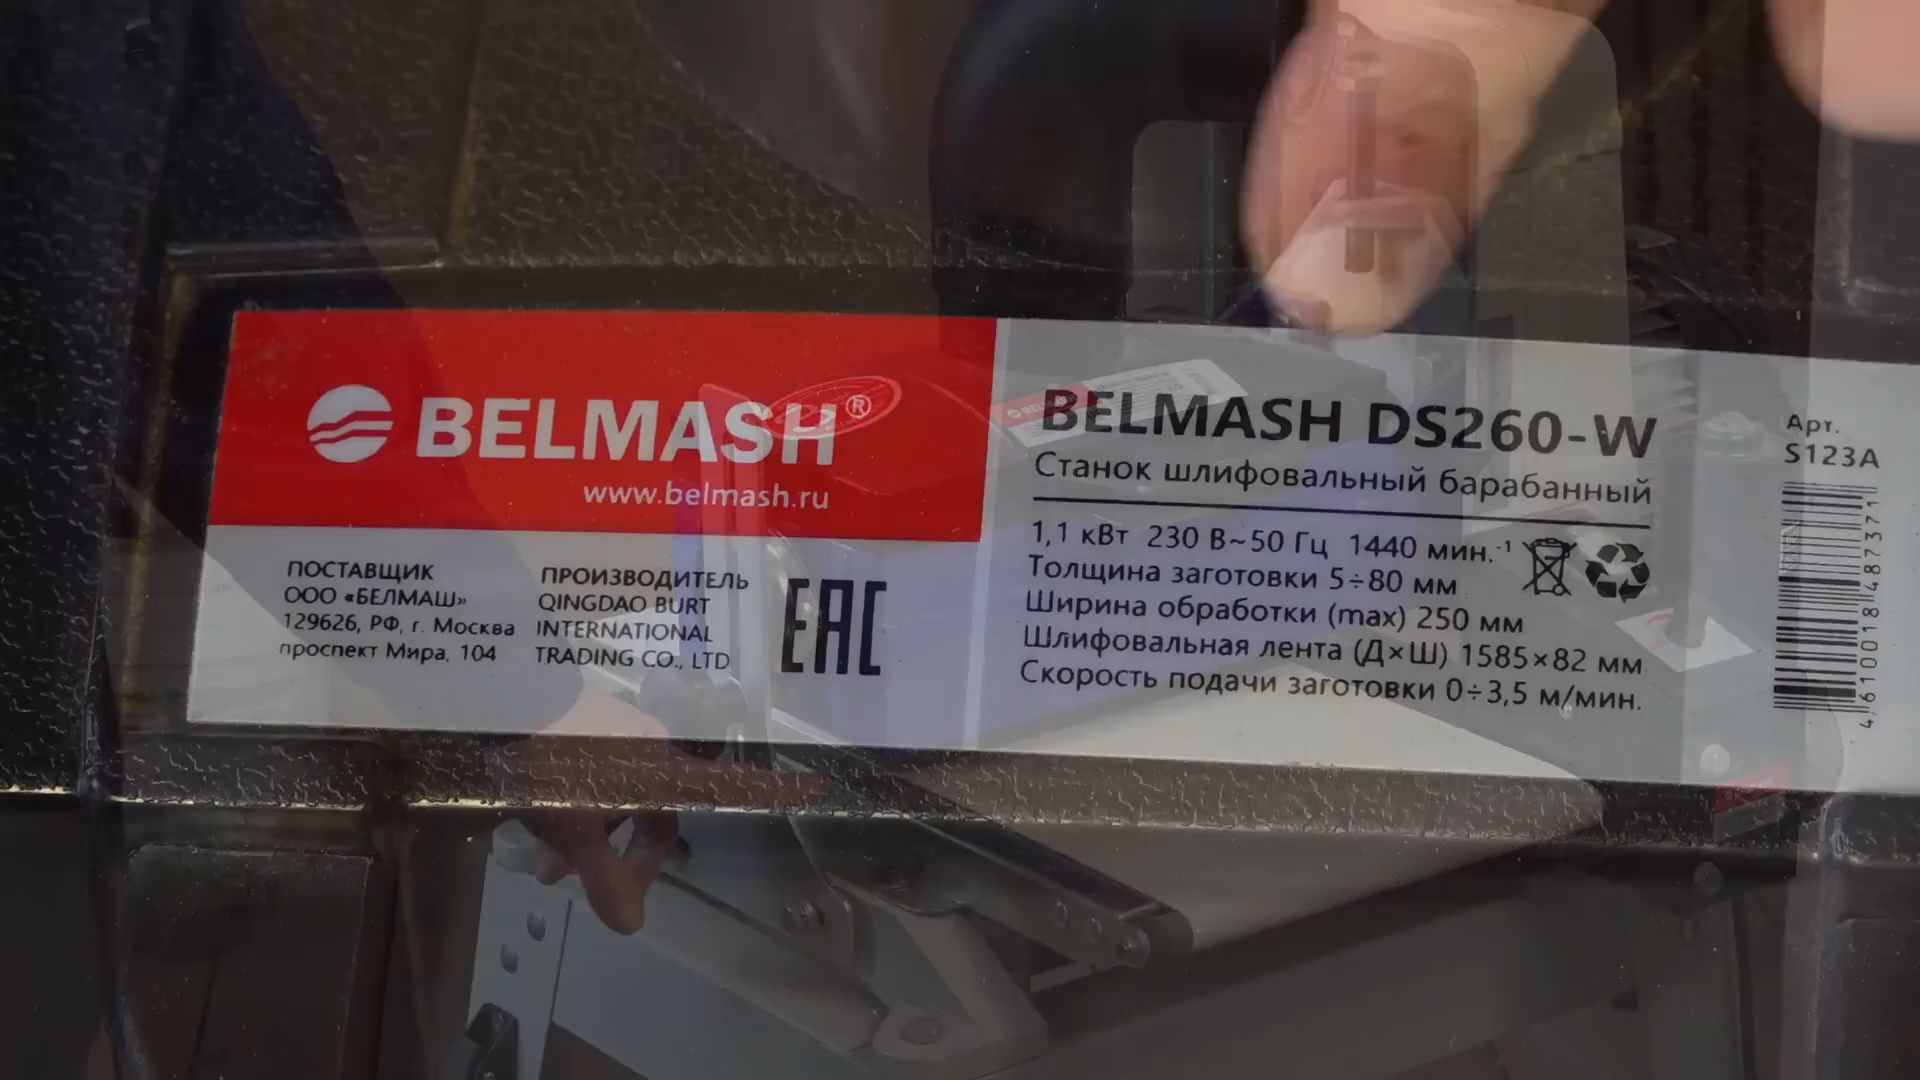 BELMASH®
www.belmash.ru
ПОСТАВЩИК
ООО «БЕЛМАШ»
129626, РФ, г. Москва
проспект Мира, 104
ПРОИЗВОДИТЕЛЬ
QINGDAO BURT
INTERNATIONAL
TRADING CO., LTD
EAC
BELMASH DS260-W
Станок шлифовальный барабанный
1,1 кВт 230 В~50 Гц 1440 мин.⁻¹
Толщина заготовки 5÷80 мм
Ширина обработки (max) 250 мм
Шлифовальная лента (Д×Ш) 1585×82 мм
Скорость подачи заготовки 0÷3,5 м/мин.
Арт.
S123A
4610018487371